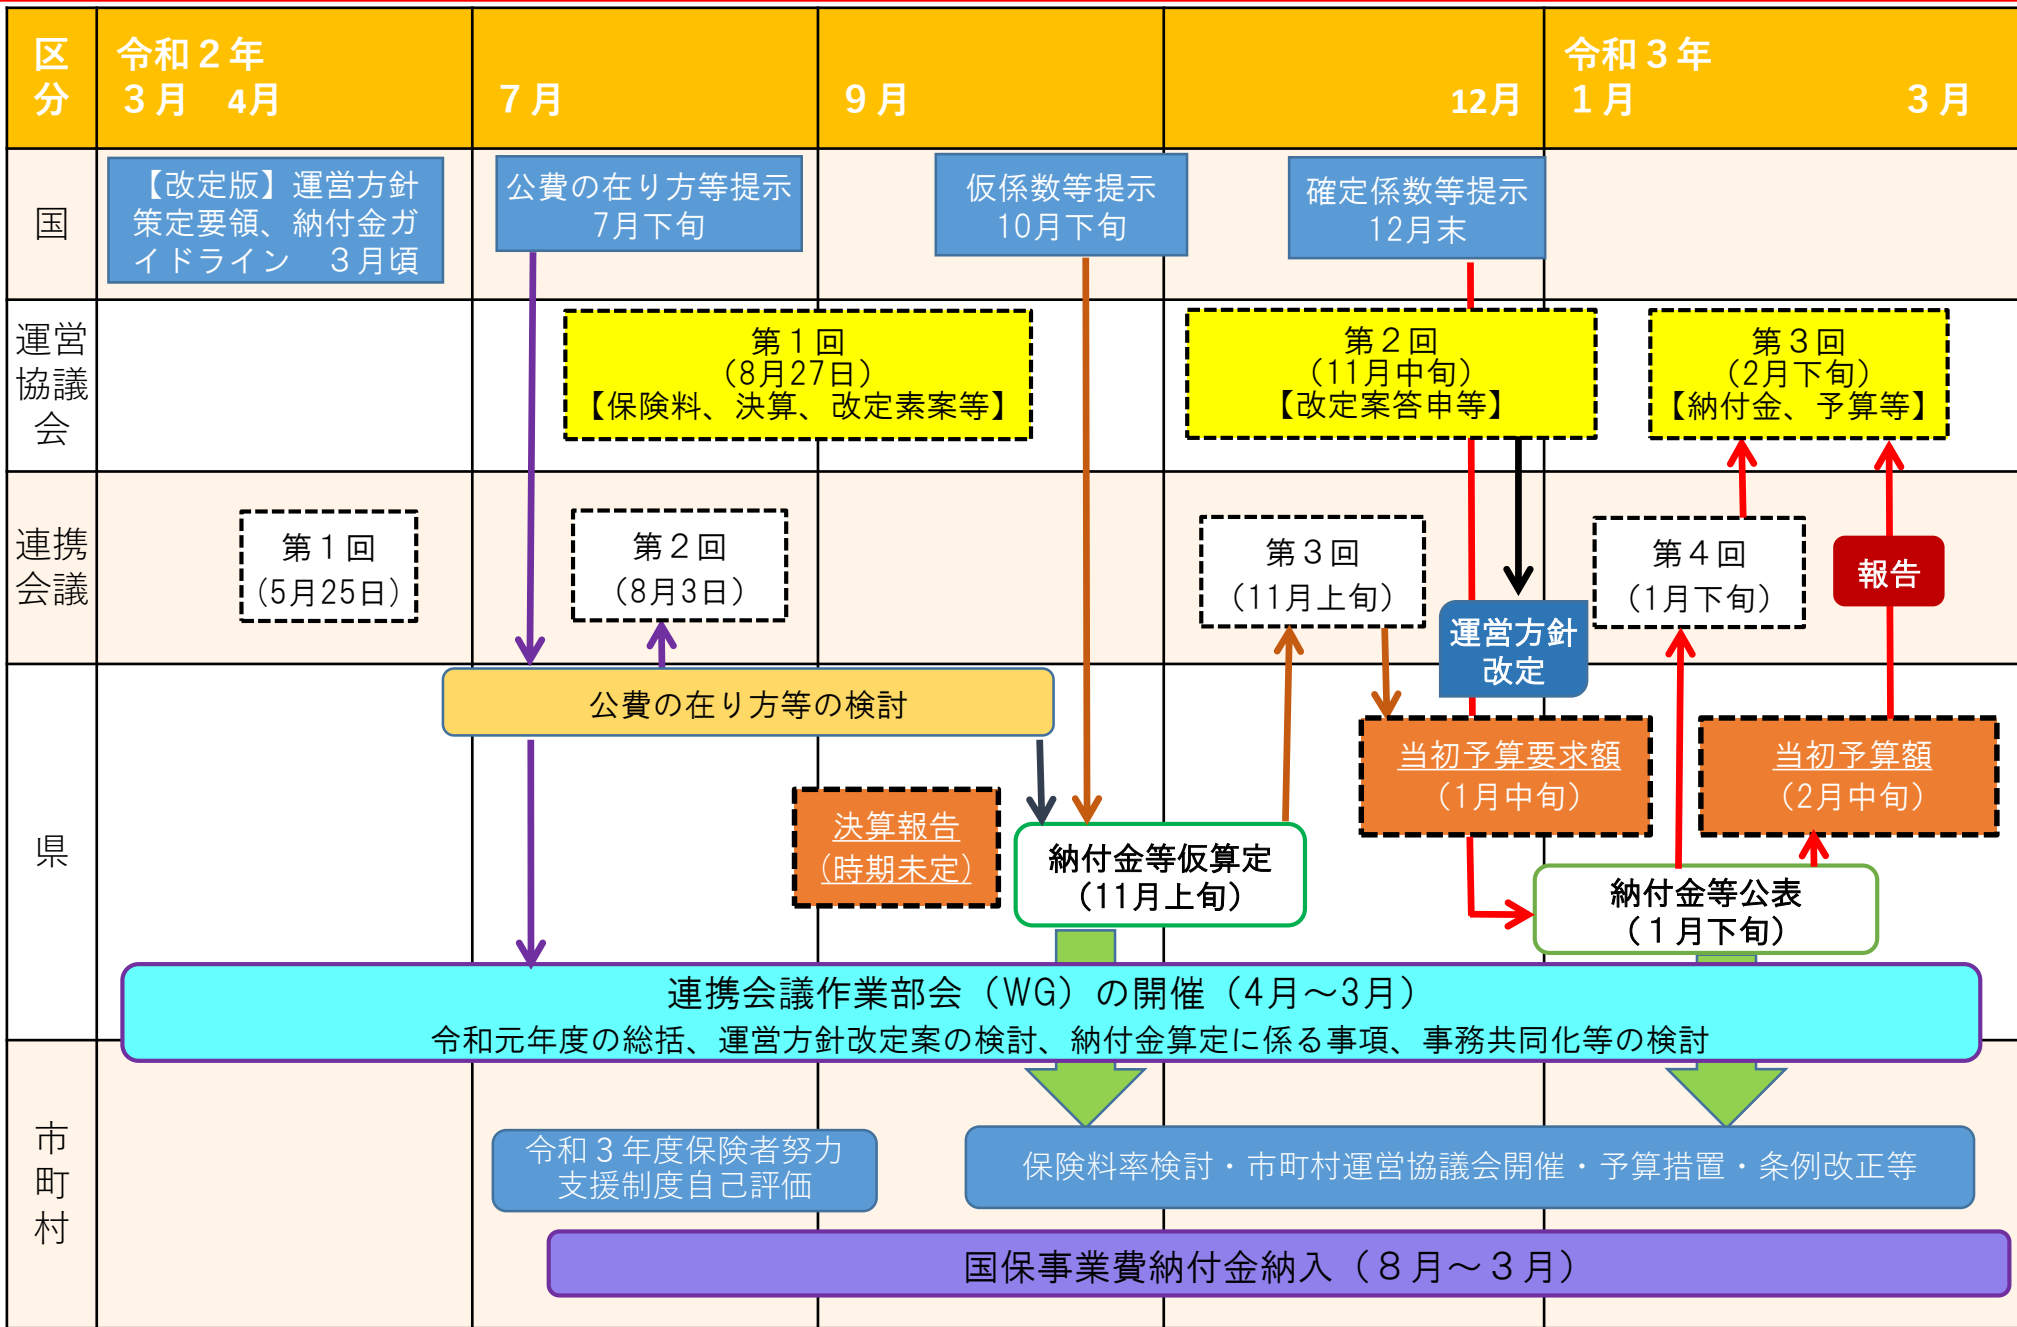 区
分
令和２年
３月　4月
７月
９月
12月
令和３年
１月
３月
国
【改定版】運営方針
策定要領、納付金ガ
イドライン　３月頃
公費の在り方等提示
7月下旬
仮係数等提示
10月下旬
確定係数等提示
12月末
運営
協議
会
第１回
（8月27日）
【保険料、決算、改定素案等】
第２回
（11月中旬）
【改定案答申等】
第３回
（2月下旬）
【納付金、予算等】
連携
会議
第１回
（5月25日）
第２回
（8月3日）
第３回
（11月上旬）
第４回
（1月下旬）
報告
運営方針
改定
県
公費の在り方等の検討
決算報告
（時期未定）
納付金等仮算定
（11月上旬）
当初予算要求額
（1月中旬）
当初予算額
（2月中旬）
納付金等公表
（１月下旬）
連携会議作業部会（WG）の開催（4月～3月）
令和元年度の総括、運営方針改定案の検討、納付金算定に係る事項、事務共同化等の検討
市
町
村
令和３年度保険者努力
支援制度自己評価
保険料率検討・市町村運営協議会開催・予算措置・条例改正等
国保事業費納付金納入（８月～３月）